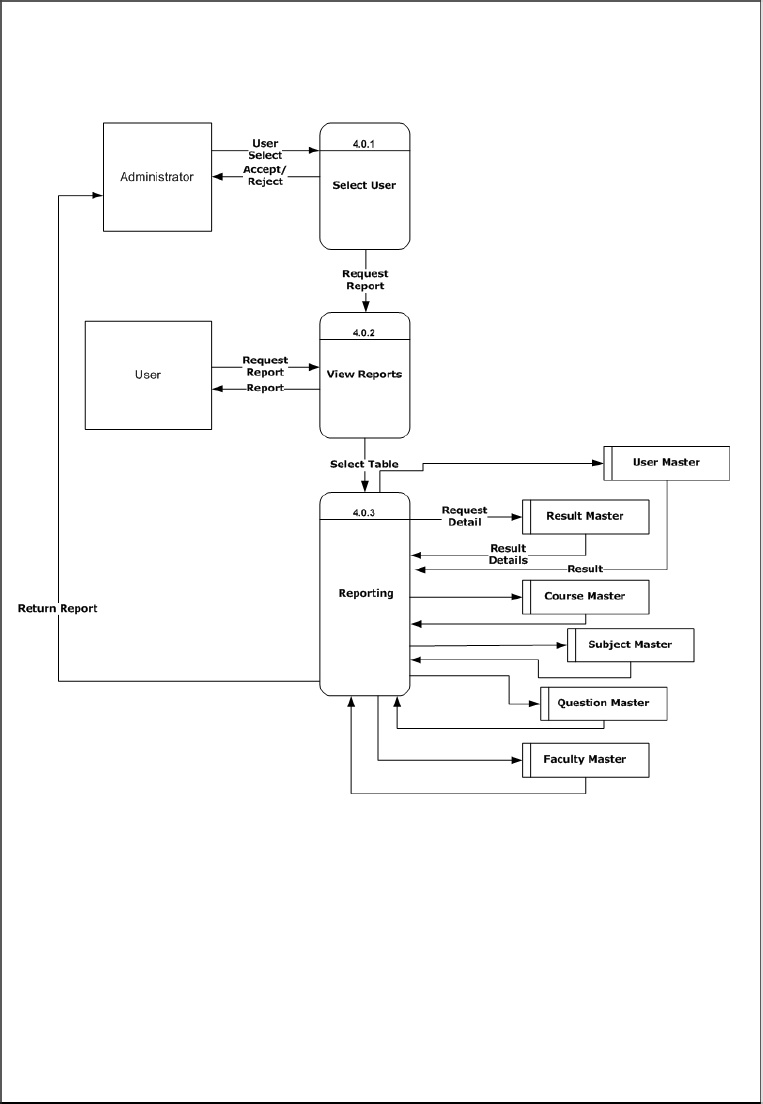 User
Select
4.0.1
Administrator
Accept/
Reject
Select User
Request
Report
4.0.2
User
Request
Report
View Reports
Report
Select Table
User Master
4.0.3
Request
Detail
Result Master
Result
Details
Result
Reporting
Course Master
Return Report
Subject Master
Question Master
Faculty Master